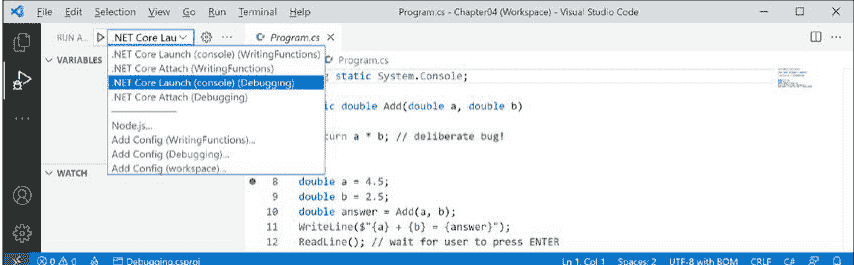 File Edit Selection View Go Run Terminal Help Program.cs - Chapter04 (Workspace) - Visual Studio Code
RUN A... .NET Core Lau Program.cs
VARIABLES
.NET Core Launch (console) (WritingFunctions)
.NET Core Attach (WritingFunctions)
.NET Core Launch (console) (Debugging)
.NET Core Attach (Debugging)
Node.js...
Add Config (WritingFunctions)...
Add Config (Debugging)...
Add Config (workspace)...
WATCH
Program.cs
static System.Console;
double Add(double a, double b)
a * b; // deliberate bug!
8 double a = 4.5;
9 double b = 2.5;
10 double answer = Add(a, b);
11 WriteLine($"{a} + {b} = {answer}");
12 ReadLine(); // wait for user to press ENTER
0 0 Debugging.csproj Ln 1, Col 1 Spaces: 2 UTF-8 with BOM CRLF C#